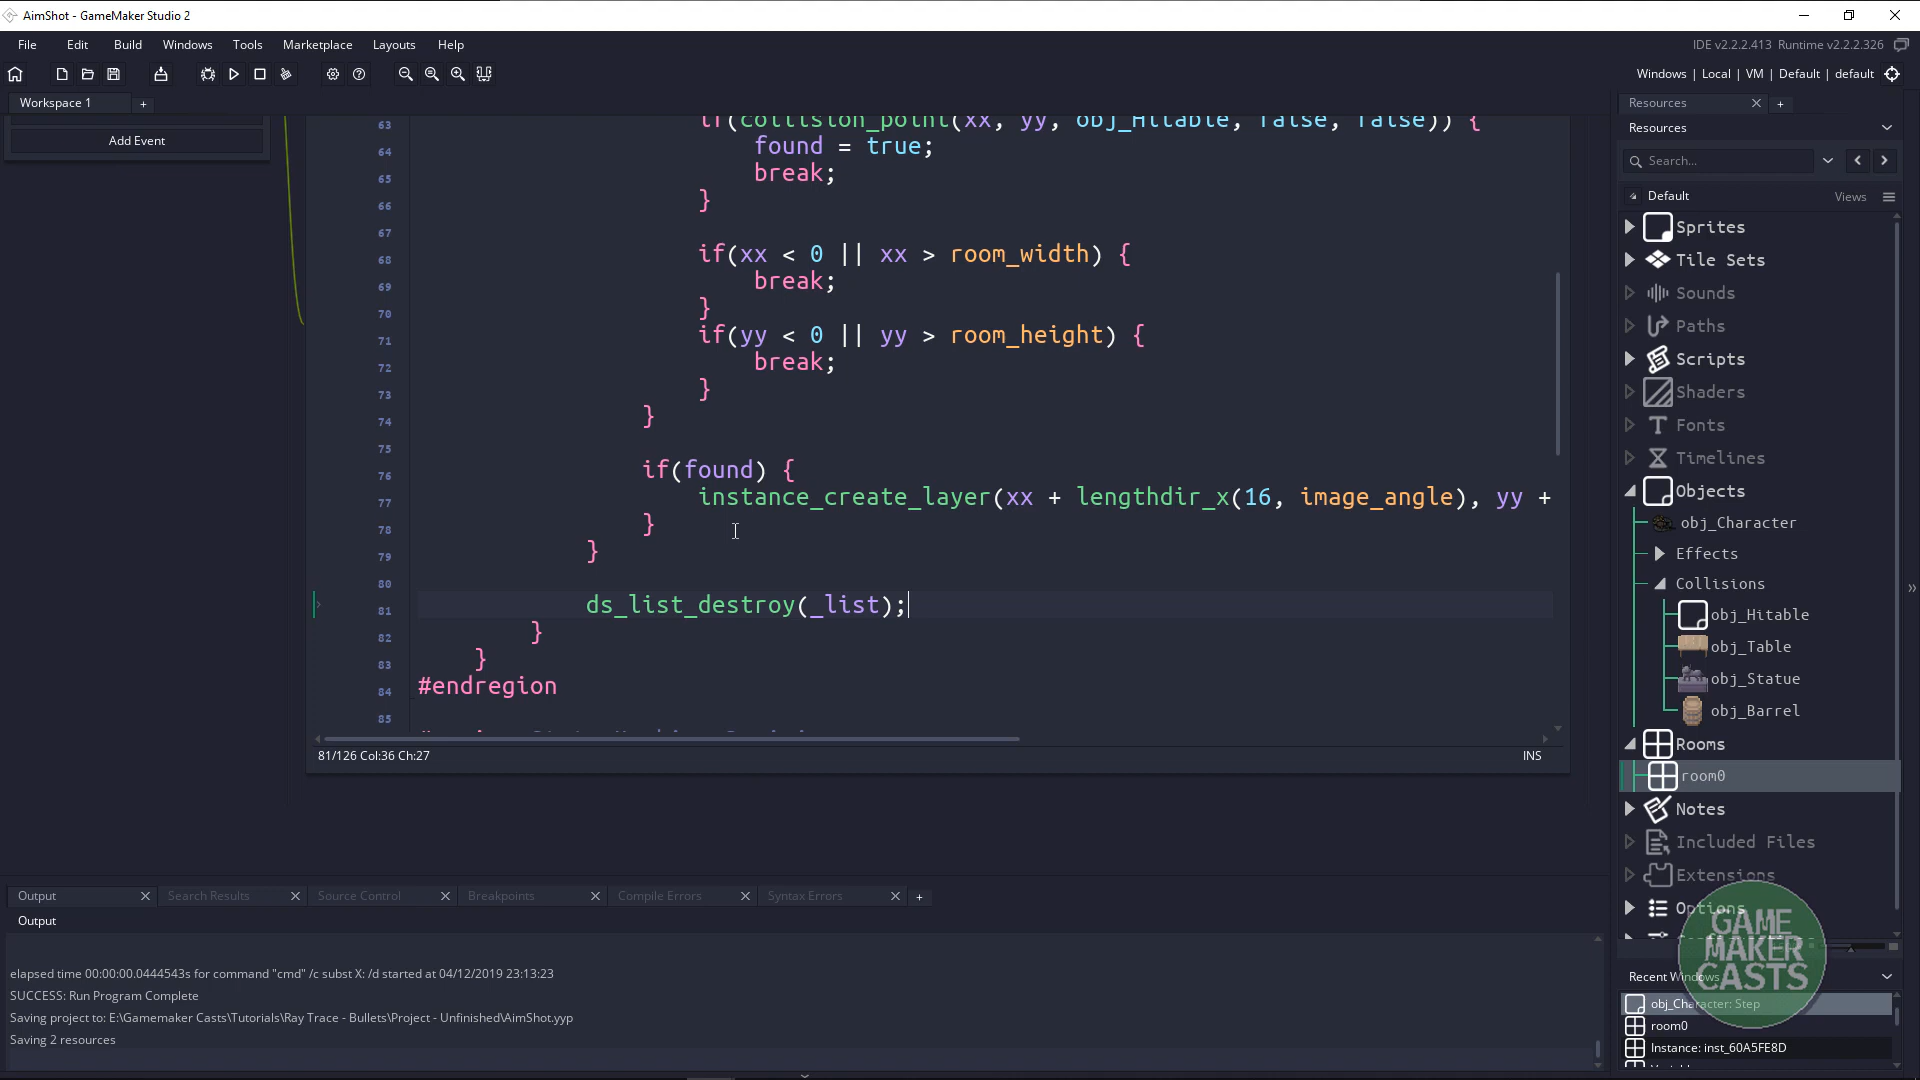 AimShot - GameMaker Studio 2
File Edit Build Windows Tools Marketplace Layouts Help
IDE v2.2.2.413 Runtime v2.2.2.326
Windows | Local | VM | Default | default
Workspace 1 +
Add Event
63 if(collision_point(xx, yy, obj_Hitable, false, false)) {
64 found = true;
65 break;
66 }
67
68 if(xx < 0 || xx > room_width) {
69 break;
70 }
71 if(yy < 0 || yy > room_height) {
72 break;
73 }
74 }
75
76 if(found) {
77 instance_create_layer(xx + lengthdir_x(16, image_angle), yy +
78 }
79 }
80
81 ds_list_destroy(_list);
82 }
83 }
84 #endregion
85
81/126 Col:36 Ch:27
INS
Resources
Resources
Search...
Default
Views
Sprites
Tile Sets
Sounds
Paths
Scripts
Shaders
Fonts
Timelines
Objects
obj_Character
Effects
Collisions
obj_Hitable
obj_Table
obj_Statue
obj_Barrel
Rooms
room0
Notes
Included Files
Extensions
Options
Recent Windows
obj_Character: Step
room0
Instance: inst_60A5FE8D
GAME
MAKER
CASTS
Output Search Results Source Control Breakpoints Compile Errors Syntax Errors +
Output
elapsed time 00:00:00.0444543s for command "cmd" /c subst X: /d started at 04/12/2019 23:13:23
SUCCESS: Run Program Complete
Saving project to: E:\Gamemaker Casts\Tutorials\Ray Trace - Bullets\Project - Unfinished\AimShot.yyp
Saving 2 resources